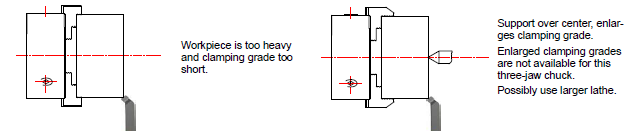 Workpiece is too heavy
and clamping grade too
short.
Support over center, enlar-
ges clamping grade.
Enlarged clamping grades
are not available for this
three-jaw chuck.
Possibly use larger lathe.